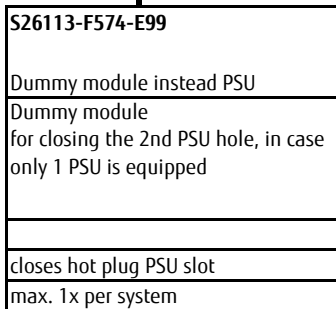 S26113-F574-E99
Dummy module instead PSU
Dummy module
for closing the 2nd PSU hole, in case
only 1 PSU is equipped
closes hot plug PSU slot
max. 1x per system